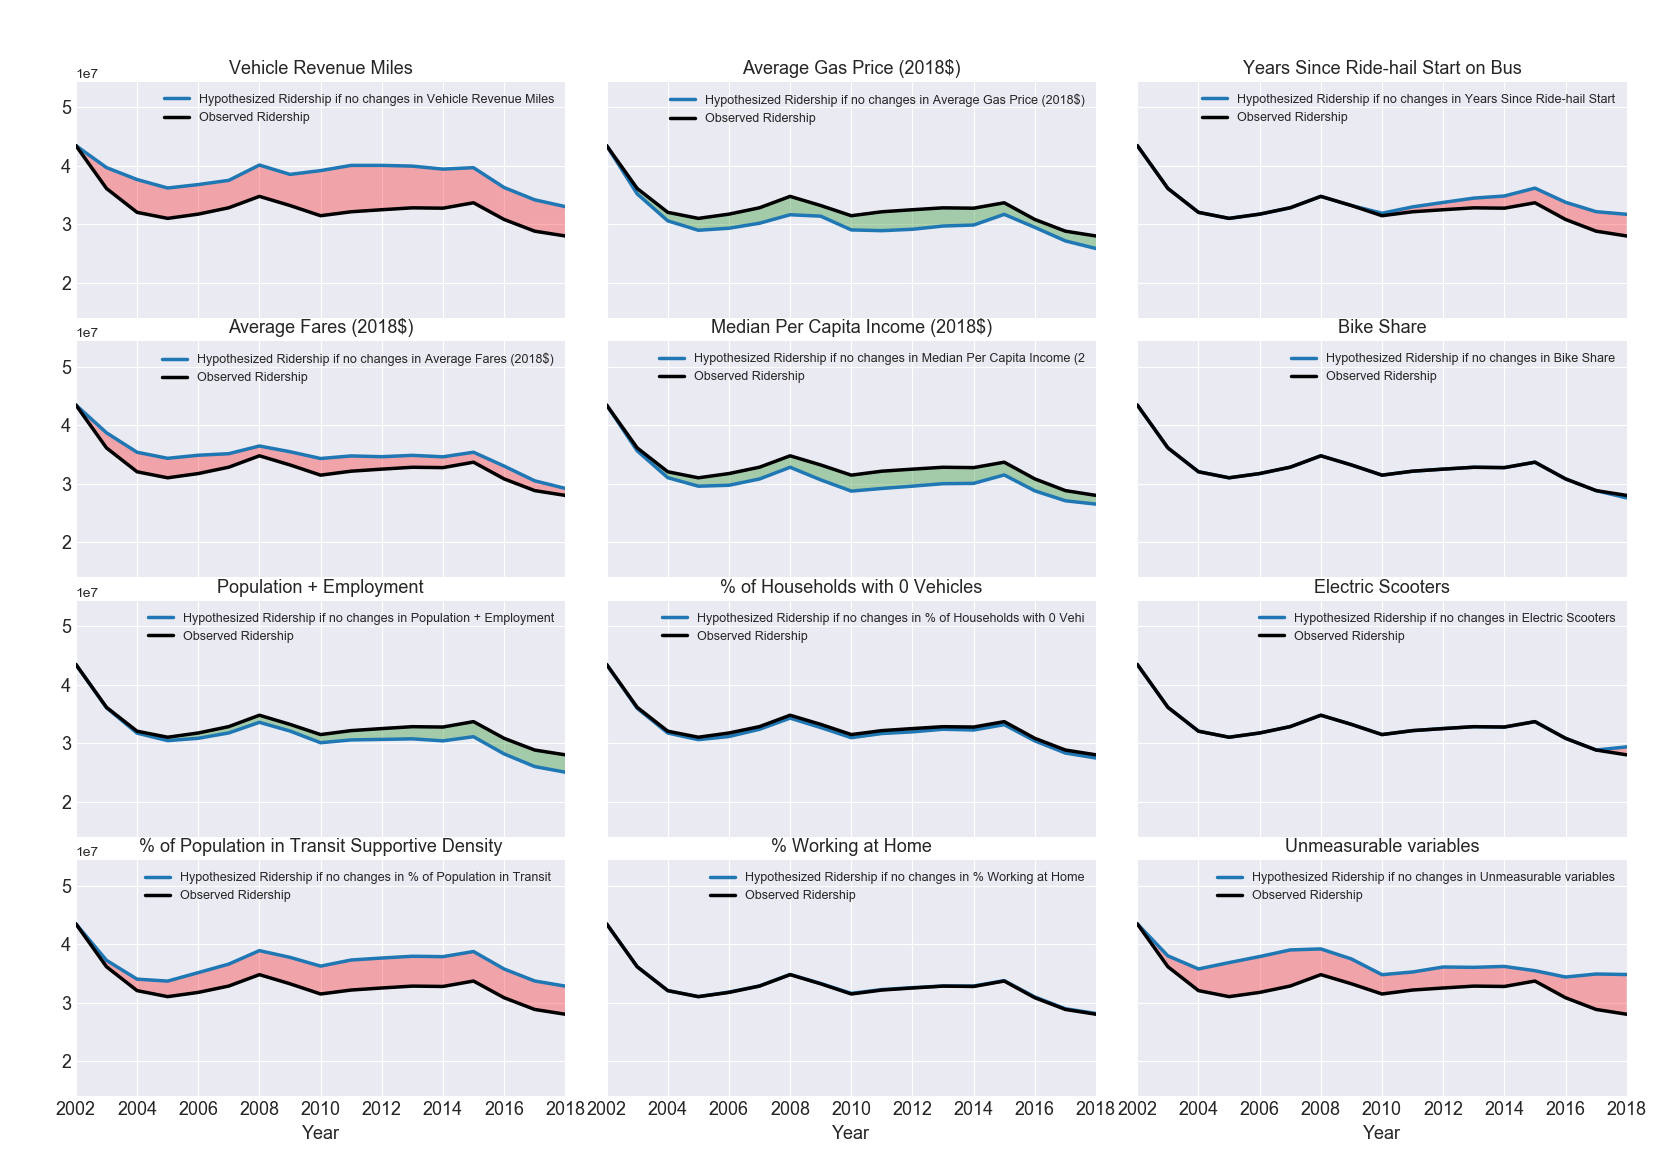 Vehicle Revenue Miles
1e7
Hypothesized Ridership if no changes in Vehicle Revenue Miles
Observed Ridership
5
4
3
2
Average Gas Price (2018$)
Hypothesized Ridership if no changes in Average Gas Price (2018$)
Observed Ridership
Years Since Ride-hail Start on Bus
Hypothesized Ridership if no changes in Years Since Ride-hail Start
Observed Ridership
Average Fares (2018$)
1e7
Hypothesized Ridership if no changes in Average Fares (2018$)
Observed Ridership
5
4
3
2
Median Per Capita Income (2018$)
Hypothesized Ridership if no changes in Median Per Capita Income (2
Observed Ridership
Bike Share
Hypothesized Ridership if no changes in Bike Share
Observed Ridership
Population + Employment
1e7
Hypothesized Ridership if no changes in Population + Employment
Observed Ridership
5
4
3
2
% of Households with 0 Vehicles
Hypothesized Ridership if no changes in % of Households with 0 Vehi
Observed Ridership
Electric Scooters
Hypothesized Ridership if no changes in Electric Scooters
Observed Ridership
% of Population in Transit Supportive Density
1e7
Hypothesized Ridership if no changes in % of Population in Transit
Observed Ridership
5
4
3
2
2002 2004 2006 2008 2010 2012 2014 2016 2018
Year
% Working at Home
Hypothesized Ridership if no changes in % Working at Home
Observed Ridership
2002 2004 2006 2008 2010 2012 2014 2016 2018
Year
Unmeasurable variables
Hypothesized Ridership if no changes in Unmeasurable variables
Observed Ridership
2002 2004 2006 2008 2010 2012 2014 2016 2018
Year